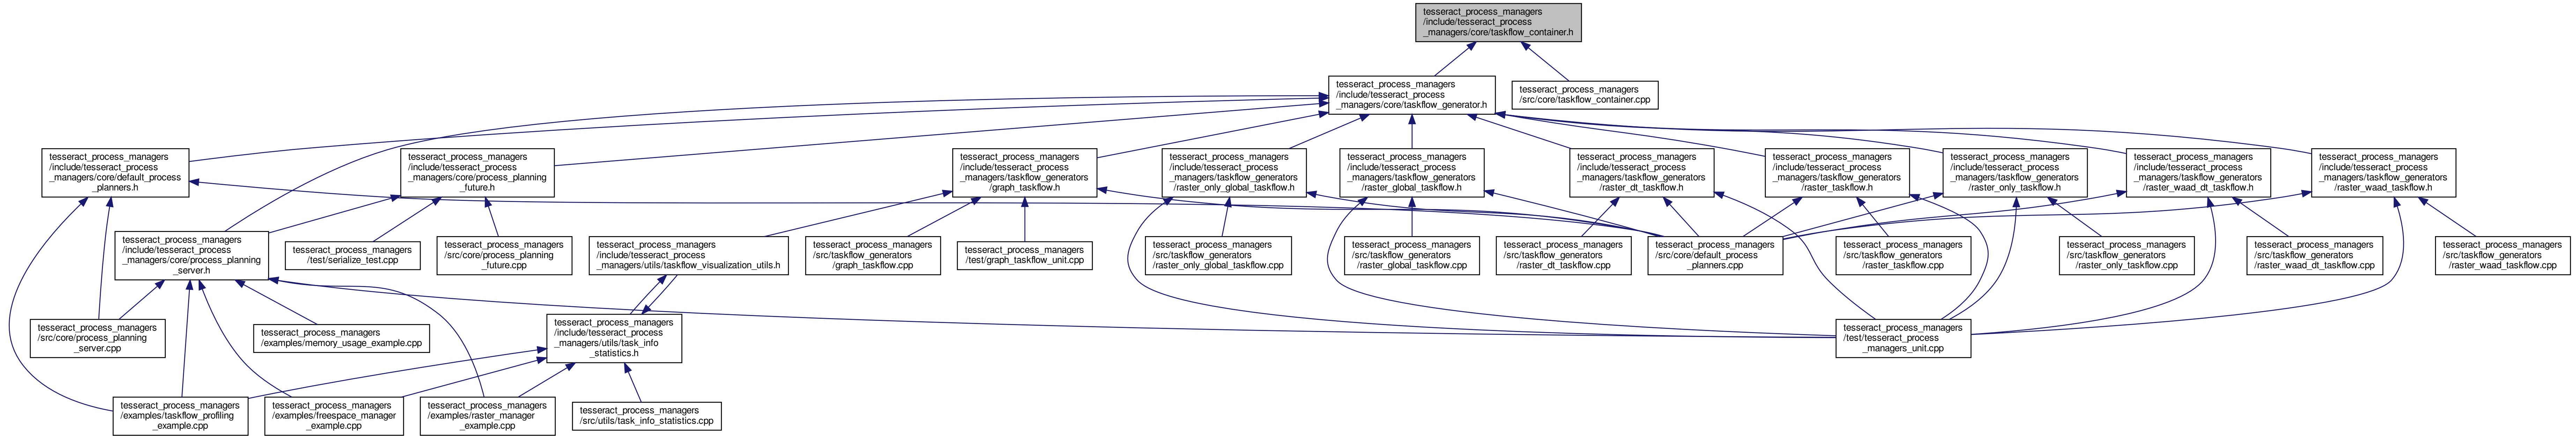 tesseract_process_managers
/include/tesseract_process
_managers/core/taskflow_container.h
tesseract_process_managers
/include/tesseract_process
_managers/core/taskflow_generator.h
tesseract_process_managers
/src/core/taskflow_container.cpp
tesseract_process_managers
/include/tesseract_process
_managers/core/default_process
_planners.h
tesseract_process_managers
/include/tesseract_process
_managers/core/process_planning
_future.h
tesseract_process_managers
/include/tesseract_process
_managers/taskflow_generators
/graph_taskflow.h
tesseract_process_managers
/include/tesseract_process
_managers/taskflow_generators
/raster_only_global_taskflow.h
tesseract_process_managers
/include/tesseract_process
_managers/taskflow_generators
/raster_global_taskflow.h
tesseract_process_managers
/include/tesseract_process
_managers/taskflow_generators
/raster_dt_taskflow.h
tesseract_process_managers
/include/tesseract_process
_managers/taskflow_generators
/raster_taskflow.h
tesseract_process_managers
/include/tesseract_process
_managers/taskflow_generators
/raster_only_taskflow.h
tesseract_process_managers
/include/tesseract_process
_managers/taskflow_generators
/raster_waad_dt_taskflow.h
tesseract_process_managers
/include/tesseract_process
_managers/taskflow_generators
/raster_waad_taskflow.h
tesseract_process_managers
/include/tesseract_process
_managers/core/process_planning
_server.h
tesseract_process_managers
/test/serialize_test.cpp
tesseract_process_managers
/src/core/process_planning
_future.cpp
tesseract_process_managers
/include/tesseract_process
_managers/utils/taskflow_visualization_utils.h
tesseract_process_managers
/src/taskflow_generators
/graph_taskflow.cpp
tesseract_process_managers
/test/graph_taskflow_unit.cpp
tesseract_process_managers
/src/taskflow_generators
/raster_only_global_taskflow.cpp
tesseract_process_managers
/src/taskflow_generators
/raster_global_taskflow.cpp
tesseract_process_managers
/src/taskflow_generators
/raster_dt_taskflow.cpp
tesseract_process_managers
/src/core/default_process
_planners.cpp
tesseract_process_managers
/src/taskflow_generators
/raster_taskflow.cpp
tesseract_process_managers
/src/taskflow_generators
/raster_only_taskflow.cpp
tesseract_process_managers
/src/taskflow_generators
/raster_waad_dt_taskflow.cpp
tesseract_process_managers
/src/taskflow_generators
/raster_waad_taskflow.cpp
tesseract_process_managers
/src/core/process_planning
_server.cpp
tesseract_process_managers
/examples/memory_usage_example.cpp
tesseract_process_managers
/include/tesseract_process
_managers/utils/task_info
_statistics.h
tesseract_process_managers
/test/tesseract_process
_managers_unit.cpp
tesseract_process_managers
/examples/taskflow_profiling
_example.cpp
tesseract_process_managers
/examples/freespace_manager
_example.cpp
tesseract_process_managers
/examples/raster_manager
_example.cpp
tesseract_process_managers
/src/utils/task_info_statistics.cpp